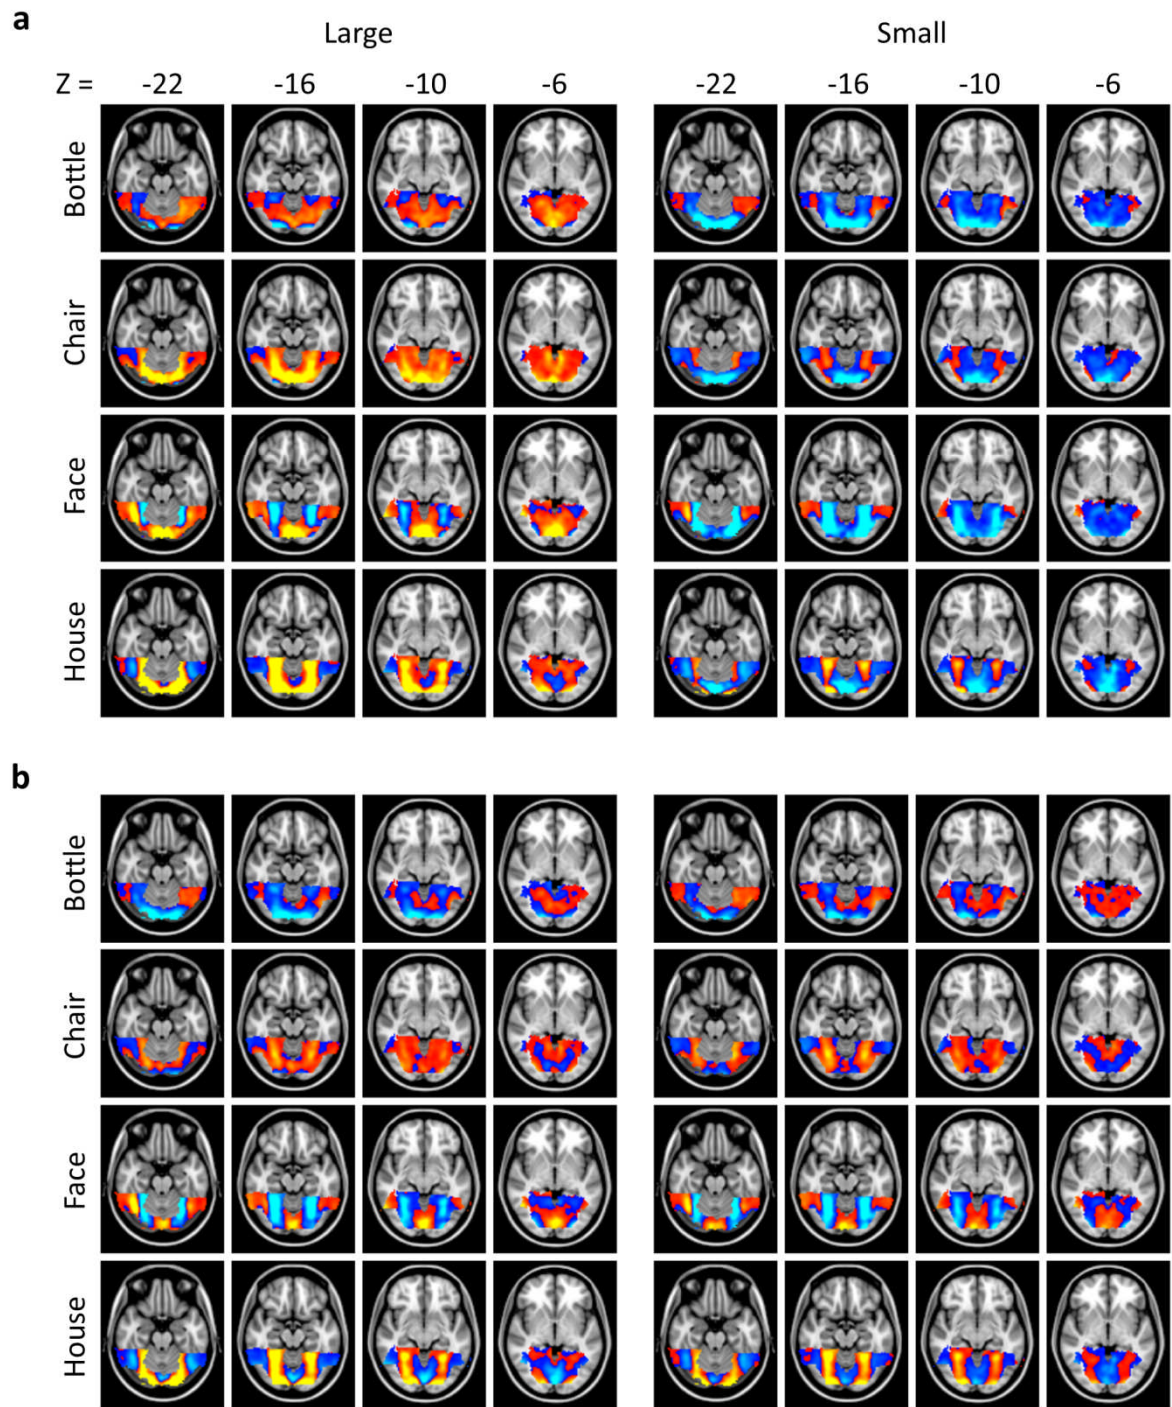 a
Large Small
Z = -22 -16 -10 -6 -22 -16 -10 -6
Bottle
Chair
Face
House
b
Bottle
Chair
Face
House